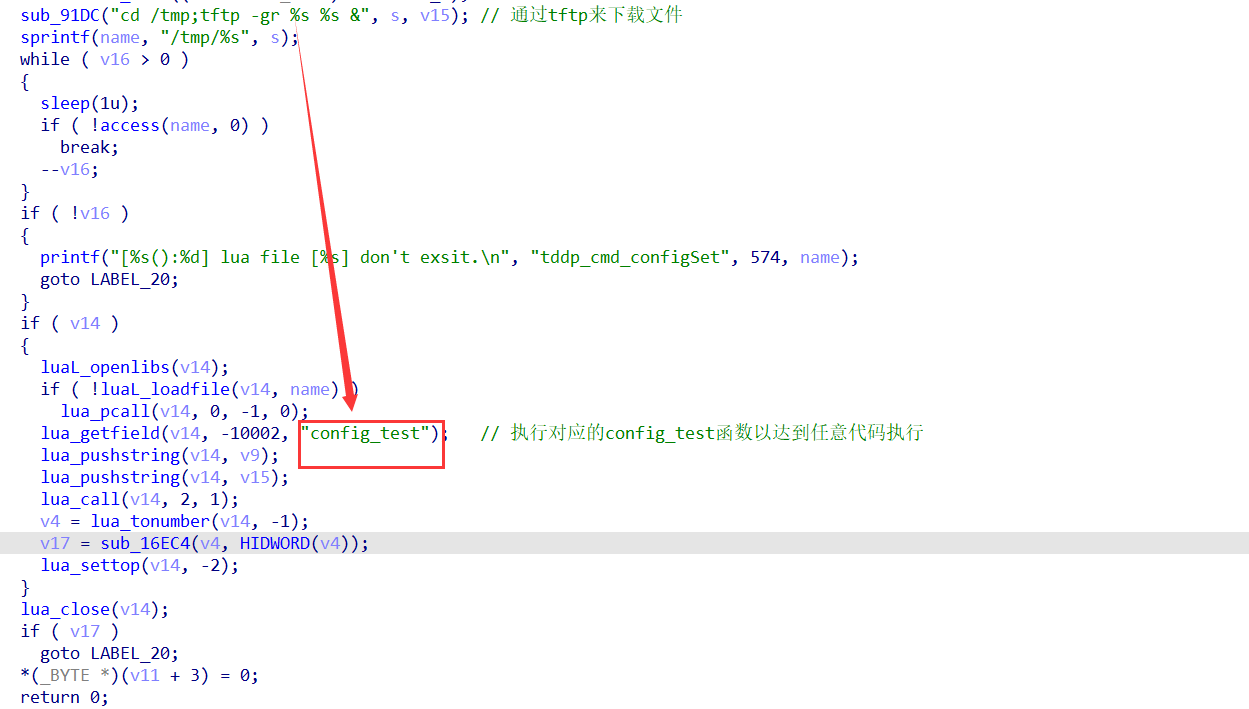 sub_91DC("cd /tmp;tftp -gr %s %s &", s, v15); // 通过tftp来下载文件
sprintf(name, "/tmp/%s", s);
while ( v16 > 0 )
{
sleep(1u);
if ( !access(name, 0) )
break;
--v16;
}
if ( !v16 )
{
printf("[%s():%d] lua file [%s] don't exsit.\n", "tddp_cmd_configSet", 574, name);
goto LABEL_20;
}
if ( v14 )
{
luaL_openlibs(v14);
if ( !luaL_loadfile(v14, name) )
lua_pcall(v14, 0, -1, 0);
lua_getfield(v14, -10002, "config_test"); // 执行对应的config_test函数以达到任意代码执行
lua_pushstring(v14, v9);
lua_pushstring(v14, v15);
lua_call(v14, 2, 1);
v4 = lua_tonumber(v14, -1);
v17 = sub_16EC4(v4, HIDWORD(v4));
lua_settop(v14, -2);
}
lua_close(v14);
if ( v17 )
goto LABEL_20;
*(_BYTE *)(v11 + 3) = 0;
return 0;